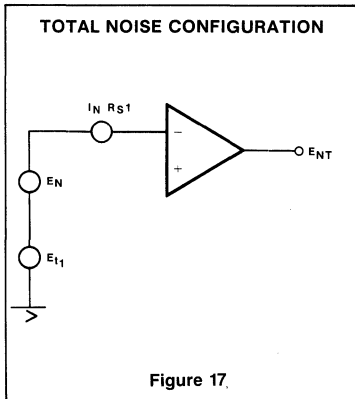 TOTAL NOISE CONFIGURATION
IN RS1
−
+
ENT
EN
Et1
Figure 17